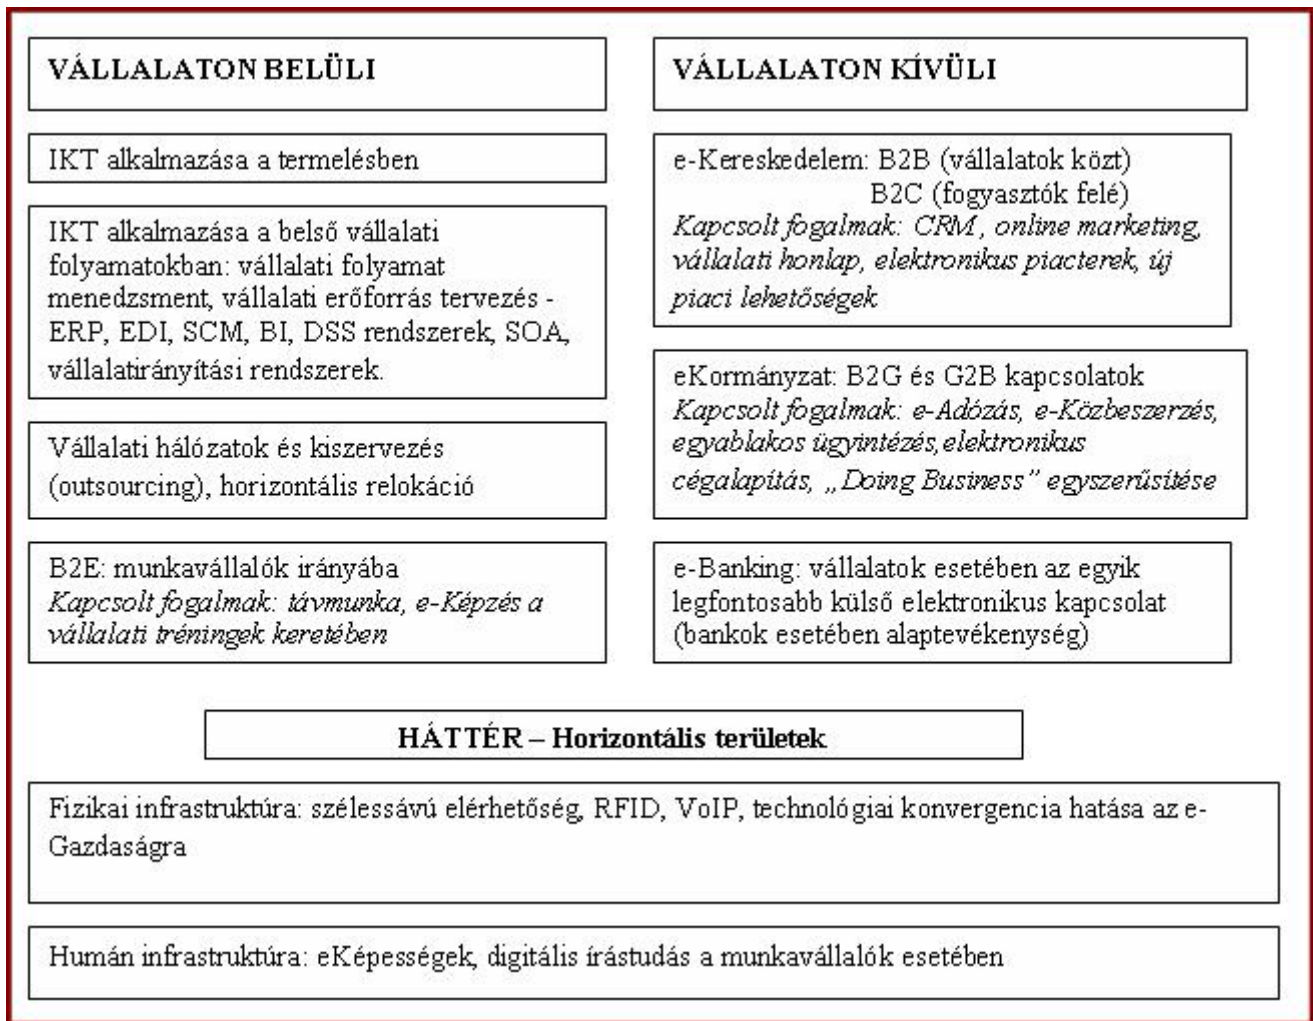 VÁLLALATON BELÜLI
IKT alkalmazása a termelésben
IKT alkalmazása a belső vállalati
folyamatokban: vállalati folyamat
menedzsment, vállalati erőforrás tervezés -
ERP, EDI, SCM, BI, DSS rendszerek, SOA,
vállalatirányítási rendszerek.
Vállalati hálózatok és kiszervezés
(outsourcing), horizontális relokáció
B2E: munkavállalók irányába
Kapcsolt fogalmak: távmunka, e-Képzés a
vállalati tréningek keretében
VÁLLALATON KÍVÜLI
e-Kereskedelem: B2B (vállalatok közt)
B2C (fogyasztók felé)
Kapcsolt fogalmak: CRM, online marketing,
vállalati honlap, elektronikus piacterek, új
piaci lehetőségek
eKormányzat: B2G és G2B kapcsolatok
Kapcsolt fogalmak: e-Adózás, e-Közbeszerzés,
egyablakos ügyintézés, elektronikus
cégalapítás, „Doing Business” egyszerűsítése
e-Banking: vállalatok esetében az egyik
legfontosabb külső elektronikus kapcsolat
(bankok esetében alaptevékenység)
HÁTTÉR – Horizontális területek
Fizikai infrastruktúra: szélessávú elérhetőség, RFID, VoIP, technológiai konvergencia hatása az e-
Gazdaságra
Humán infrastruktúra: eKépességek, digitális írástudás a munkavállalók esetében